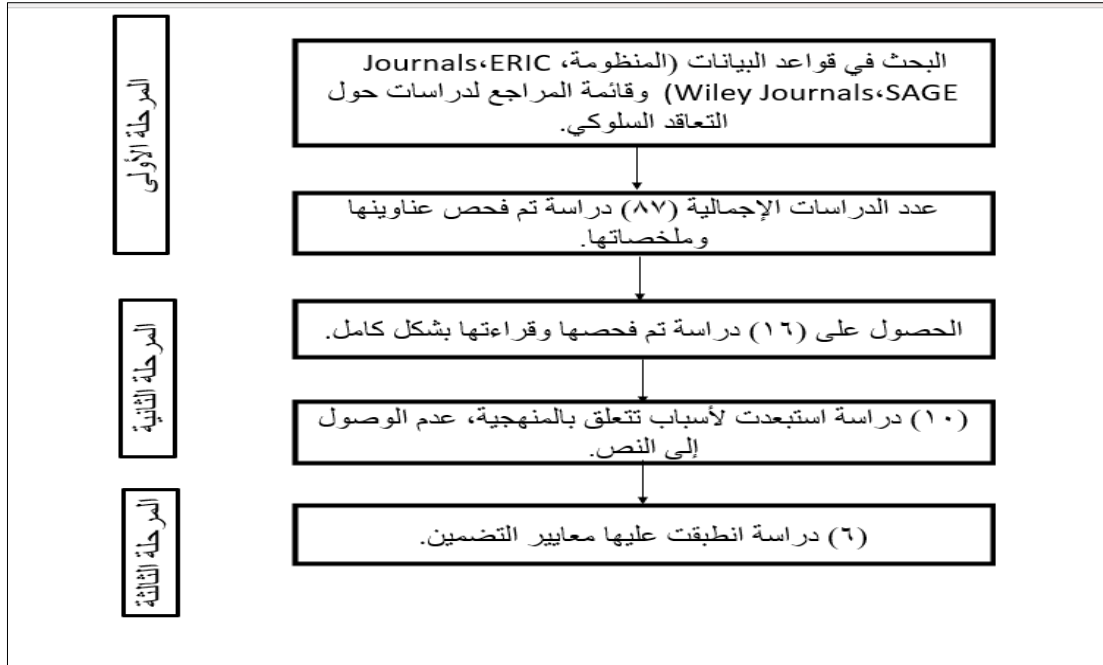 المرحلة الأولى
البحث في قواعد البيانات (المنظومة، Journals،ERIC
Wiley Journals،SAGE) وقائمة المراجع لدراسات حول
التعاقد السلوكي.
عدد الدراسات الإجمالية (٨٧) دراسة تم فحص عناوينها
وملخصاتها.
المرحلة الثانية
الحصول على (١٦) دراسة تم فحصها وقراءتها بشكل كامل.
(١٠) دراسة استبعدت لأسباب تتعلق بالمنهجية، عدم الوصول
إلى النص.
المرحلة الثالثة
(٦) دراسة انطبقت عليها معايير التضمين.